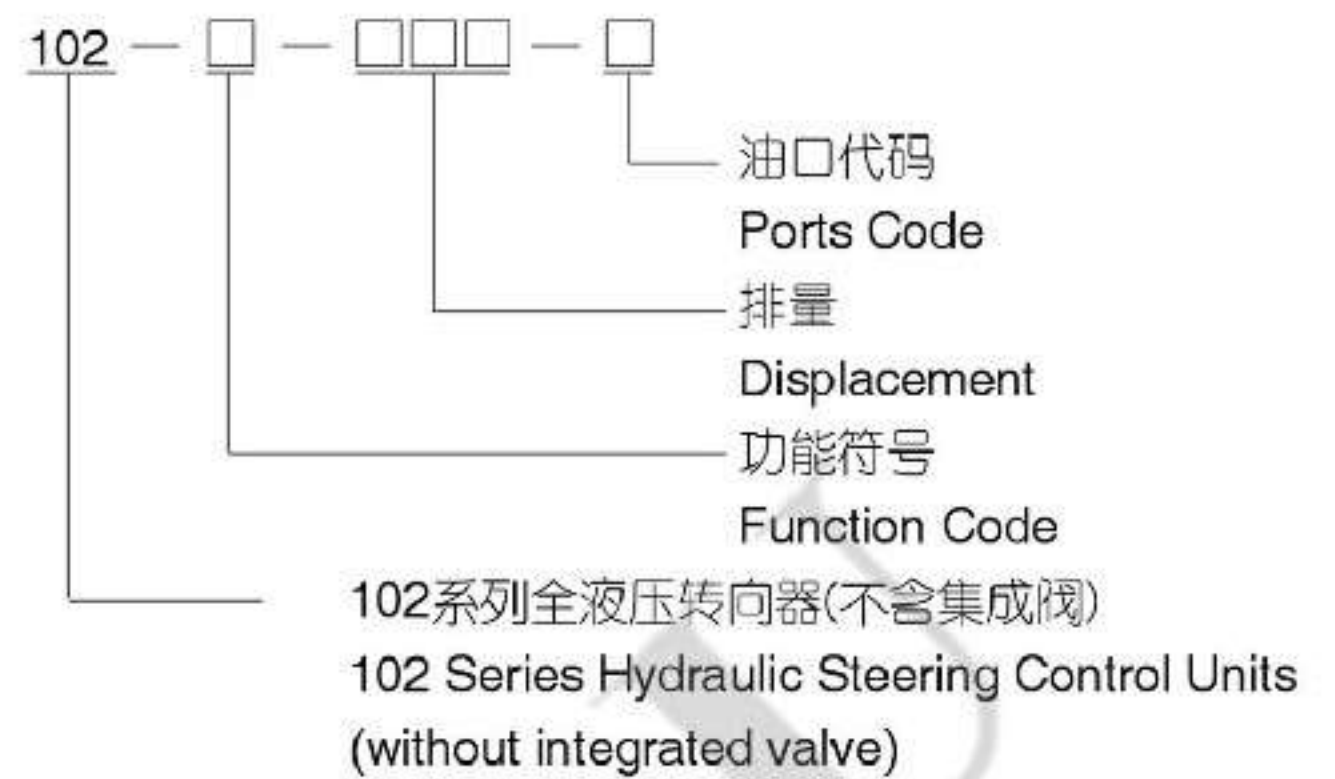 102 — □ — □□□ — □
油口代码
Ports Code
排量
Displacement
功能符号
Function Code
102系列全液压转向器(不含集成阀)
102 Series Hydraulic Steering Control Units
(without integrated valve)